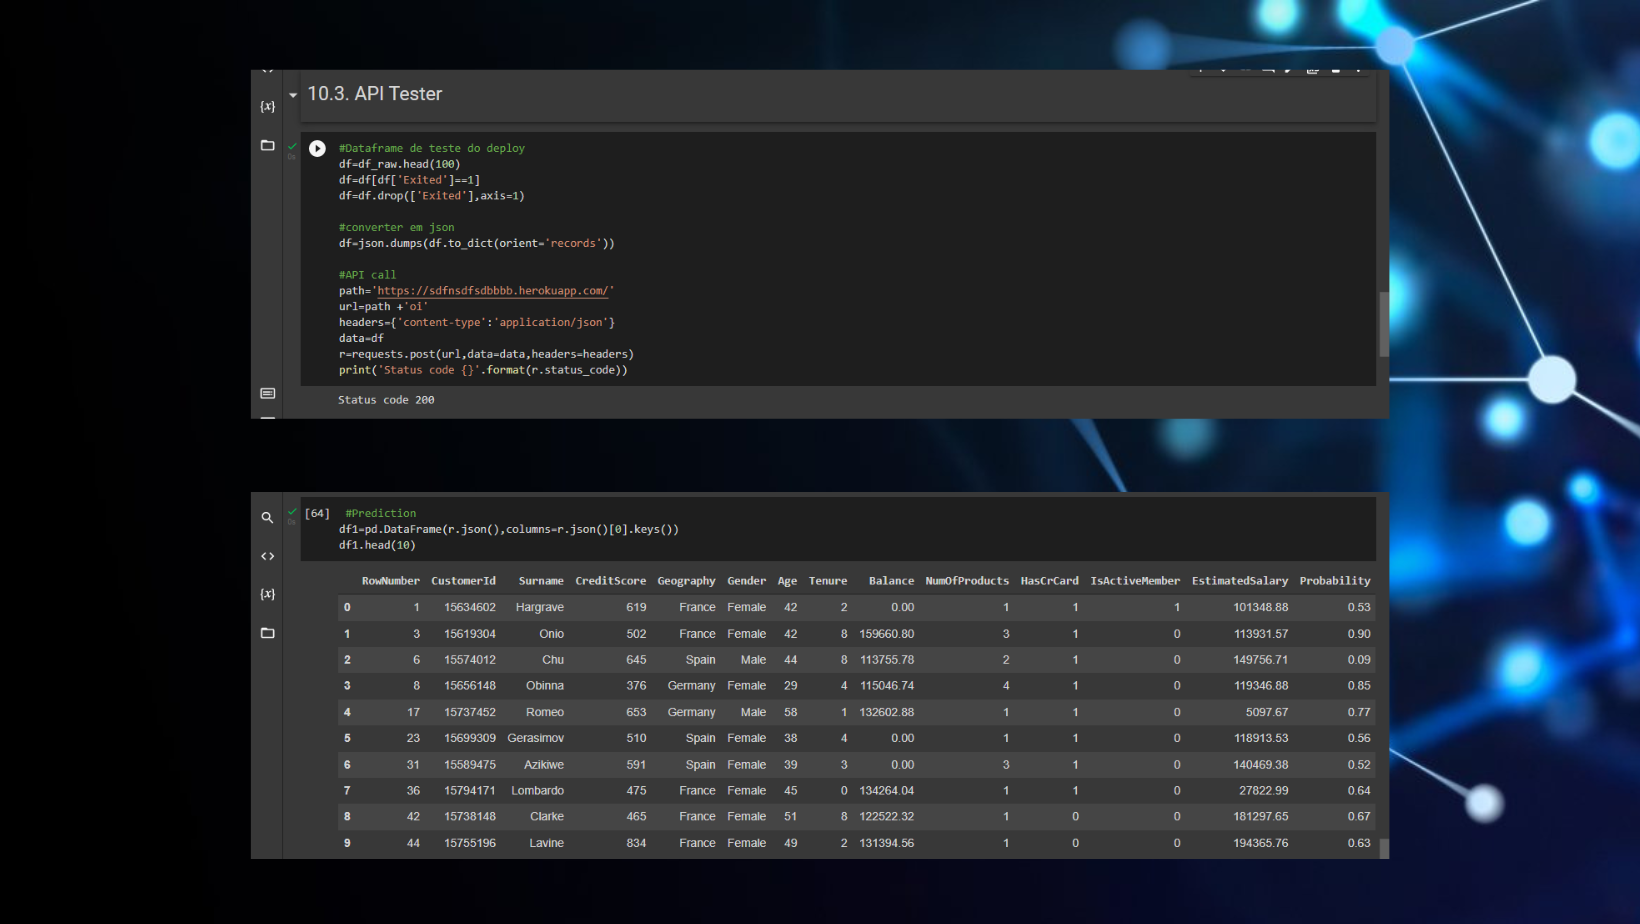 10.3. API Tester
{x}
0s
#Dataframe de teste do deploy
df=df_raw.head(100)
df=df[df['Exited']==1]
df=df.drop(['Exited'],axis=1)
#converter em json
df=json.dumps(df.to_dict(orient='records'))
#API call
path='https://sdfnsdfsdbbbb.herokuapp.com/'
url=path +'oi'
headers={'content-type':'application/json'}
data=df
r=requests.post(url,data=data,headers=headers)
print('Status code {}'.format(r.status_code))
Status code 200
0s
[64] #Prediction
df1=pd.DataFrame(r.json(),columns=r.json()[0].keys())
df1.head(10)
{x}
RowNumber CustomerId Surname CreditScore Geography Gender Age Tenure Balance NumOfProducts HasCrCard IsActiveMember EstimatedSalary Probability
0 1 15634602 Hargrave 619 France Female 42 2 0.00 1 1 1 101348.88 0.53
1 3 15619304 Onio 502 France Female 42 8 159660.80 3 1 0 113931.57 0.90
2 6 15574012 Chu 645 Spain Male 44 8 113755.78 2 1 0 149756.71 0.09
3 8 15656148 Obinna 376 Germany Female 29 4 115046.74 4 1 0 119346.88 0.85
4 17 15737452 Romeo 653 Germany Male 58 1 132602.88 1 1 0 5097.67 0.77
5 23 15699309 Gerasimov 510 Spain Female 38 4 0.00 1 1 0 118913.53 0.56
6 31 15589475 Azikiwe 591 Spain Female 39 3 0.00 3 1 0 140469.38 0.52
7 36 15794171 Lombardo 475 France Female 45 0 134264.04 1 1 0 27822.99 0.64
8 42 15738148 Clarke 465 France Female 51 8 122522.32 1 0 0 181297.65 0.67
9 44 15755196 Lavine 834 France Female 49 2 131394.56 1 0 0 194365.76 0.63